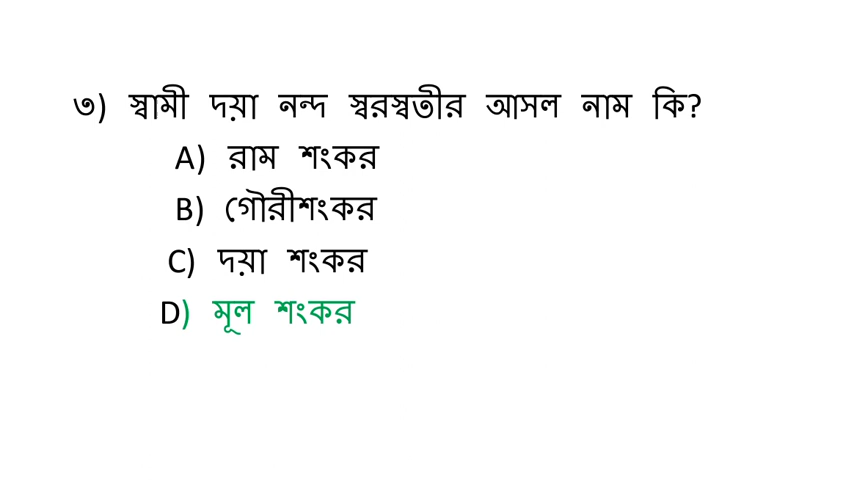 ৩) স্বামী দয়া নন্দ স্বরস্বতীর আসল নাম কি?
A) রাম শংকর
B) গৌরীশংকর
C) দয়া শংকর
D) মূল শংকর